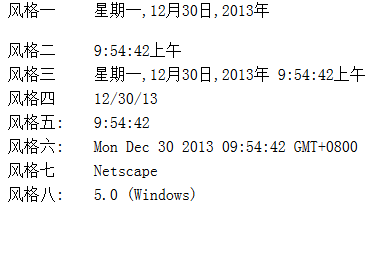 风格一 星期一,12月30日,2013年
风格二 9:54:42上午
风格三 星期一,12月30日,2013年 9:54:42上午
风格四 12/30/13
风格五: 9:54:42
风格六: Mon Dec 30 2013 09:54:42 GMT+0800
风格七 Netscape
风格八: 5.0 (Windows)